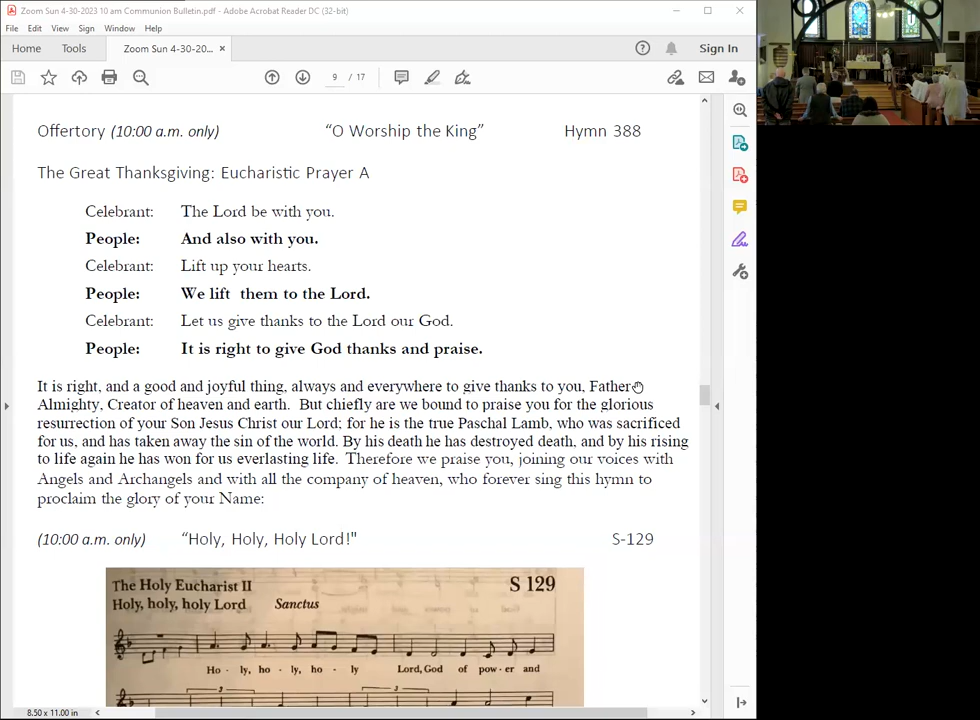 Zoom Sun 4-30-2023 10 am Communion Bulletin.pdf - Adobe Acrobat Reader DC (32-bit)
File Edit View Sign Window Help
Home Tools Zoom Sun 4-30-20... × Sign In
9 / 17
Offertory (10:00 a.m. only) “O Worship the King” Hymn 388
The Great Thanksgiving: Eucharistic Prayer A
Celebrant: The Lord be with you.
People: And also with you.
Celebrant: Lift up your hearts.
People: We lift them to the Lord.
Celebrant: Let us give thanks to the Lord our God.
People: It is right to give God thanks and praise.
It is right, and a good and joyful thing, always and everywhere to give thanks to you, Father
Almighty, Creator of heaven and earth. But chiefly are we bound to praise you for the glorious
resurrection of your Son Jesus Christ our Lord; for he is the true Paschal Lamb, who was sacrificed
for us, and has taken away the sin of the world. By his death he has destroyed death, and by his rising
to life again he has won for us everlasting life. Therefore we praise you, joining our voices with
Angels and Archangels and with all the company of heaven, who forever sing this hymn to
proclaim the glory of your Name:
(10:00 a.m. only) “Holy, Holy, Holy Lord!" S-129
The Holy Eucharist II S 129
Holy, holy, holy Lord Sanctus
Ho - ly, ho - ly, ho - ly Lord, God of pow - er and
3 3
8.50 x 11.00 in